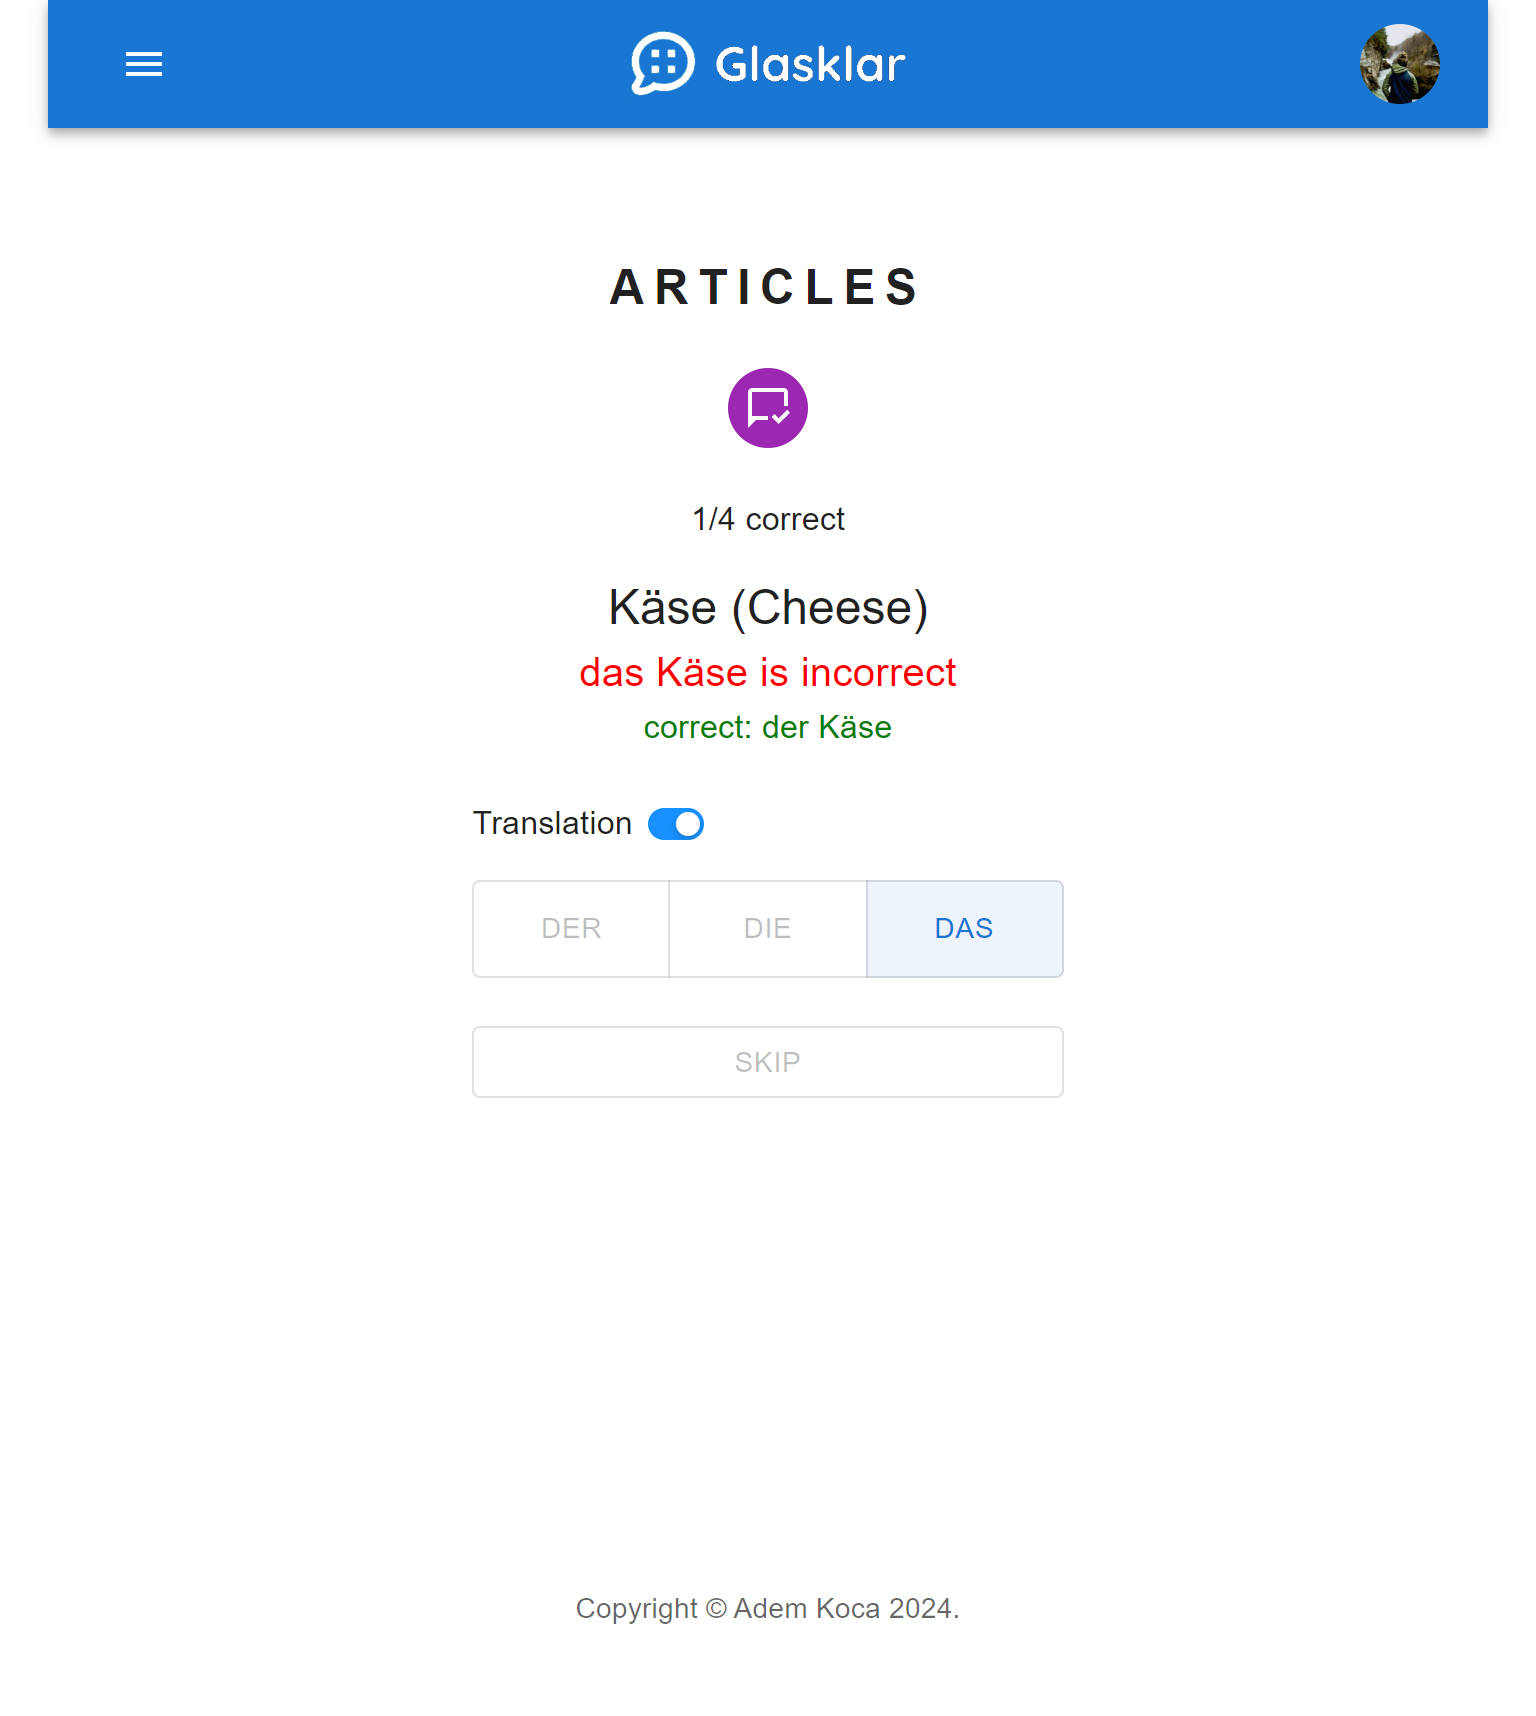 Glasklar
ARTICLES
1/4 correct
Käse (Cheese)
das Käse is incorrect
correct: der Käse
Translation
DER DIE DAS
SKIP
Copyright © Adem Koca 2024.